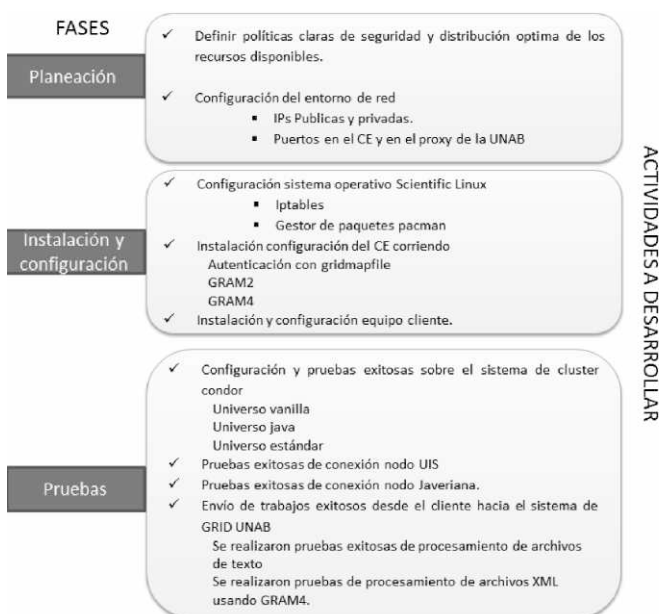 FASES
Planeación
✓ Definir políticas claras de seguridad y distribución optima de los
recursos disponibles.
✓ Configuración del entorno de red
▪ IPs Publicas y privadas.
▪ Puertos en el CE y en el proxy de la UNAB
Instalación y
configuración
✓ Configuración sistema operativo Scientific Linux
▪ Iptables
▪ Gestor de paquetes pacman
✓ Instalación configuración del CE corriendo
Autenticación con gridmapfile
GRAM2
GRAM4
✓ Instalación y configuración equipo cliente.
Pruebas
✓ Configuración y pruebas exitosas sobre el sistema de cluster
condor
Universo vanilla
Universo java
Universo estándar
✓ Pruebas exitosas de conexión nodo UIS
✓ Pruebas exitosas de conexión nodo Javeriana.
✓ Envío de trabajos exitosos desde el cliente hacia el sistema de
GRID UNAB
Se realizaron pruebas exitosas de procesamiento de archivos
de texto
Se realizaron pruebas de procesamiento de archivos XML
usando GRAM4.
ACTIVIDADES A DESARROLLAR